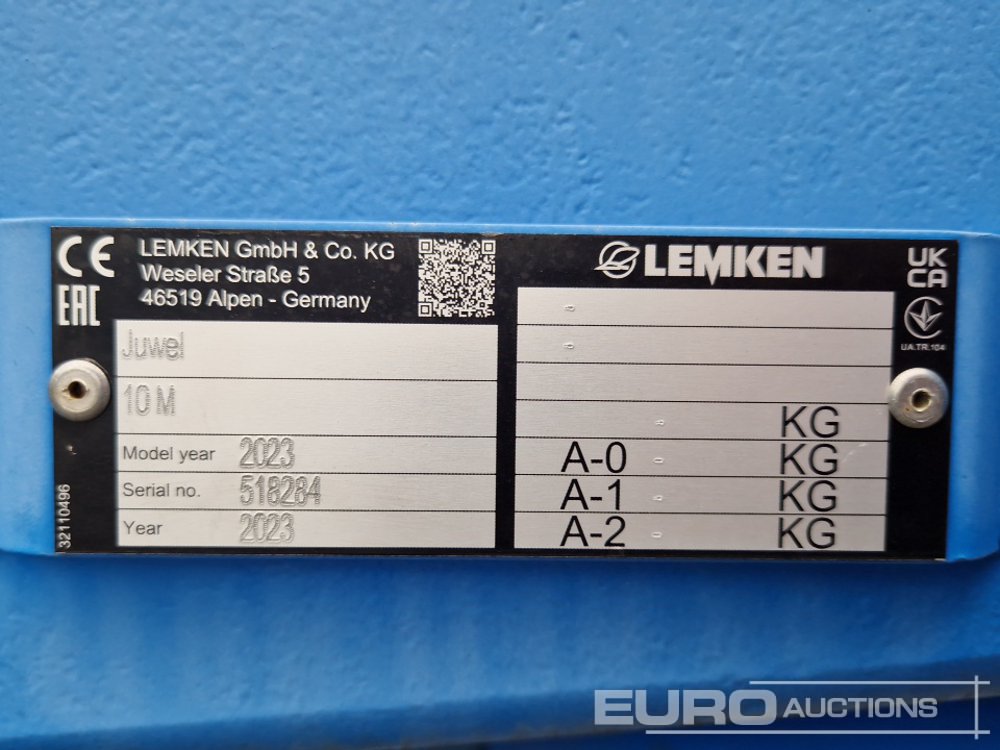 CE
EAC
LEMKEN GmbH & Co. KG
Weseler Straße 5
46519 Alpen - Germany
Juwel
10 M
Model year 2023
Serial no. 518284
Year 2023
32110496
LEMKEN
UK
CA
UA.TR.104
KG
A-0 KG
A-1 KG
A-2 KG
EURO AUCTIONS